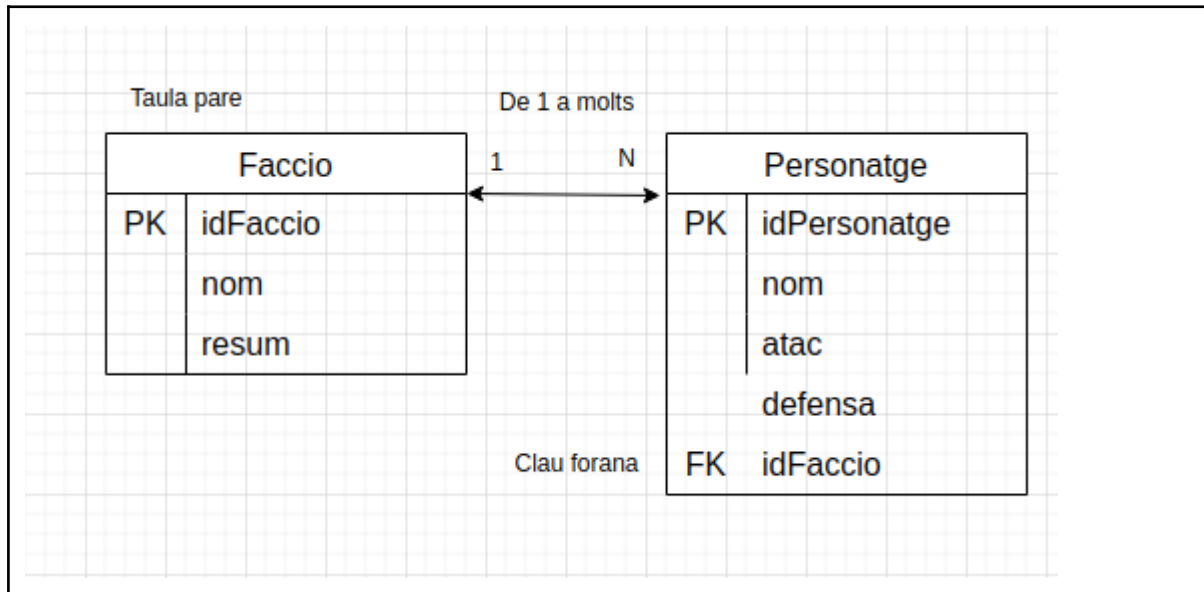 Taula pare
De 1 a molts
Faccio
1
N
Personatge
PK idFaccio
nom
resum
PK idPersonatge
nom
atac
defensa
Clau forana
FK idFaccio